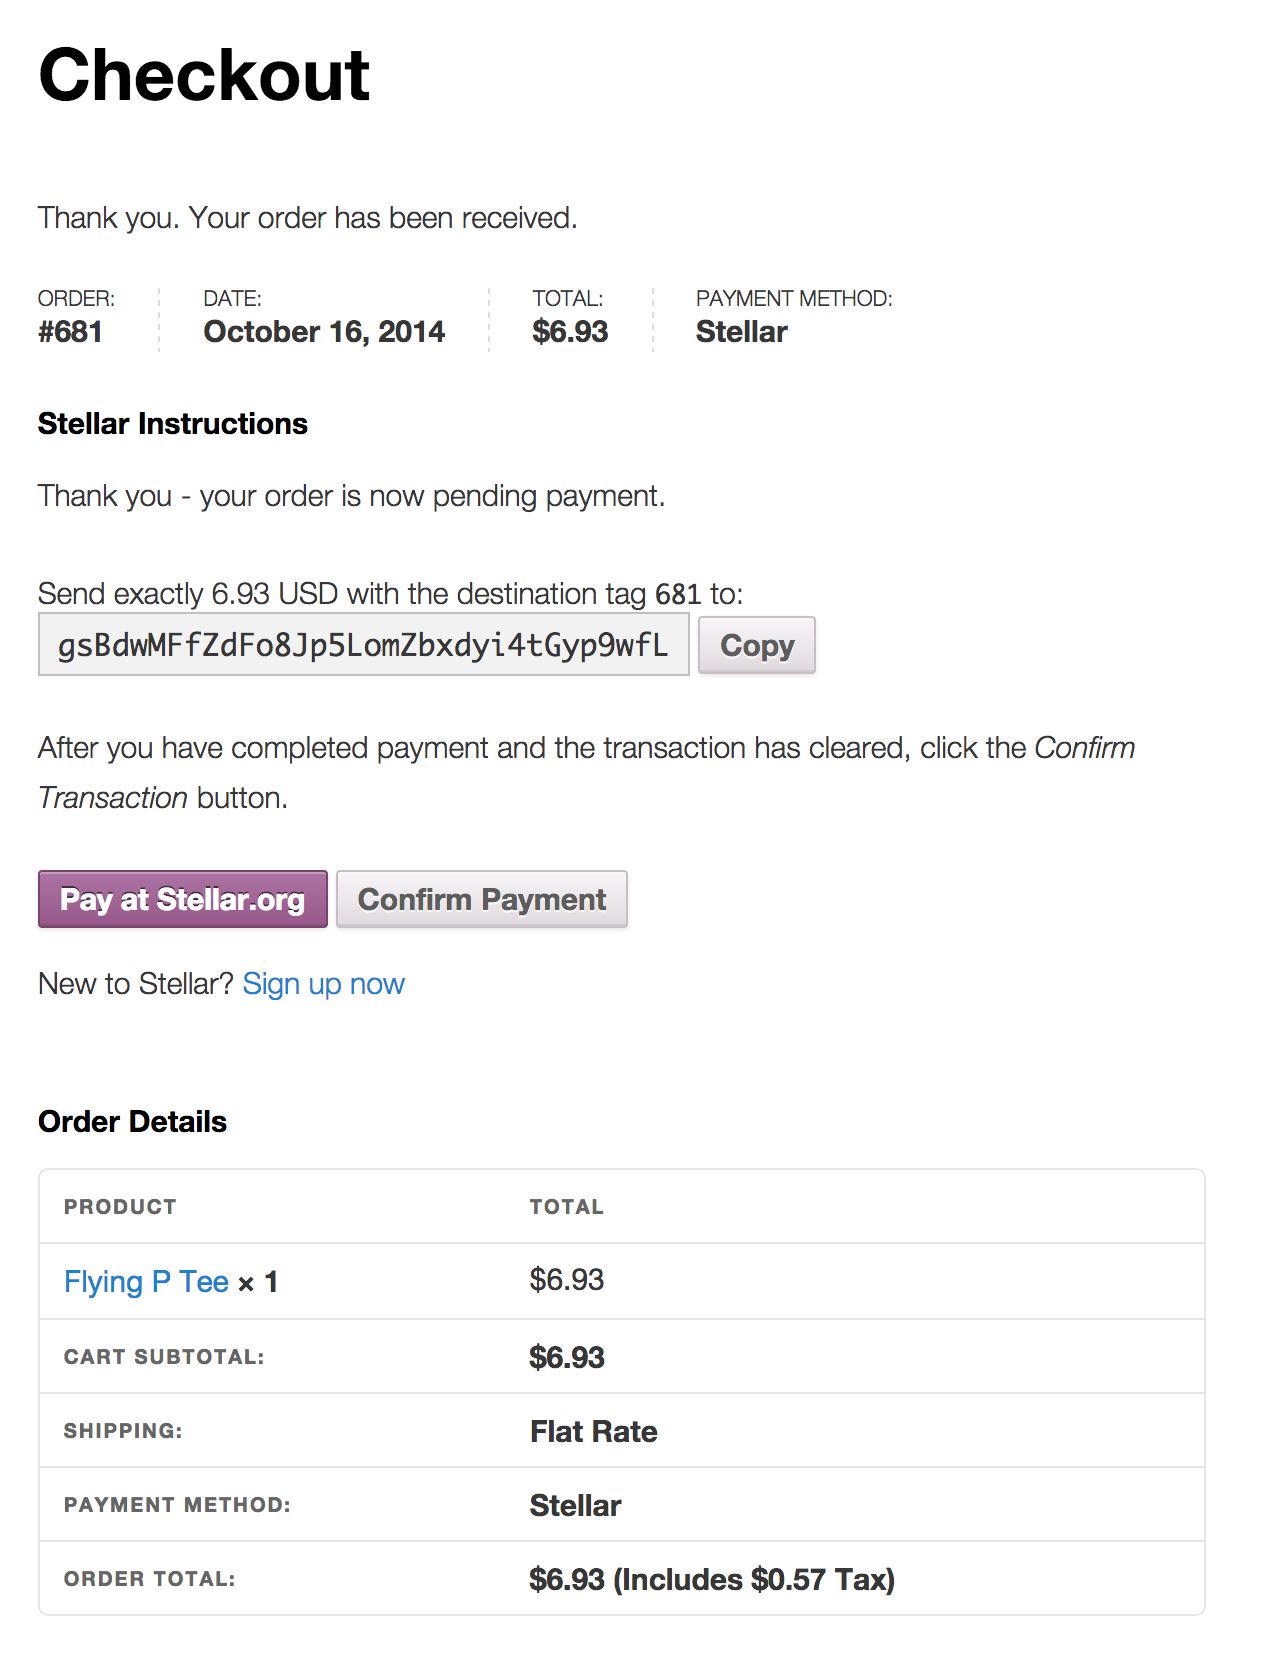 Checkout
Thank you. Your order has been received.
ORDER: DATE: TOTAL: PAYMENT METHOD:
#681 October 16, 2014 $6.93 Stellar
Stellar Instructions
Thank you - your order is now pending payment.
Send exactly 6.93 USD with the destination tag 681 to:
gsBdwMFfZdFo8Jp5LomZbxdyi4tGyp9wfL Copy
After you have completed payment and the transaction has cleared, click the Confirm
Transaction button.
Pay at Stellar.org Confirm Payment
New to Stellar? Sign up now
Order Details
PRODUCT TOTAL
Flying P Tee × 1 $6.93
CART SUBTOTAL: $6.93
SHIPPING: Flat Rate
PAYMENT METHOD: Stellar
ORDER TOTAL: $6.93 (Includes $0.57 Tax)